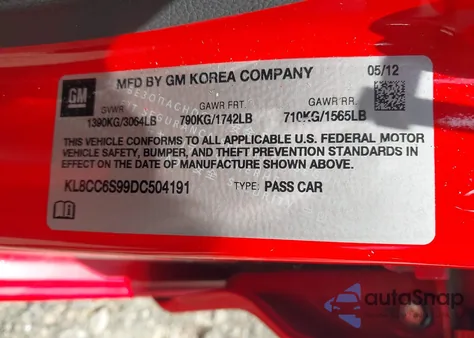 GM
MFD BY GM KOREA COMPANY
05/12
GVWR
GAWR FRT.
GAWR RR.
1390KG/3064LB
790KG/1742LB
710KG/1565LB
THIS VEHICLE CONFORMS TO ALL APPLICABLE U.S. FEDERAL MOTOR
VEHICLE SAFETY, BUMPER, AND THEFT PREVENTION STANDARDS IN
EFFECT ON THE DATE OF MANUFACTURE SHOWN ABOVE.
KL8CC6S99DC504191
TYPE: PASS CAR
autoSnap